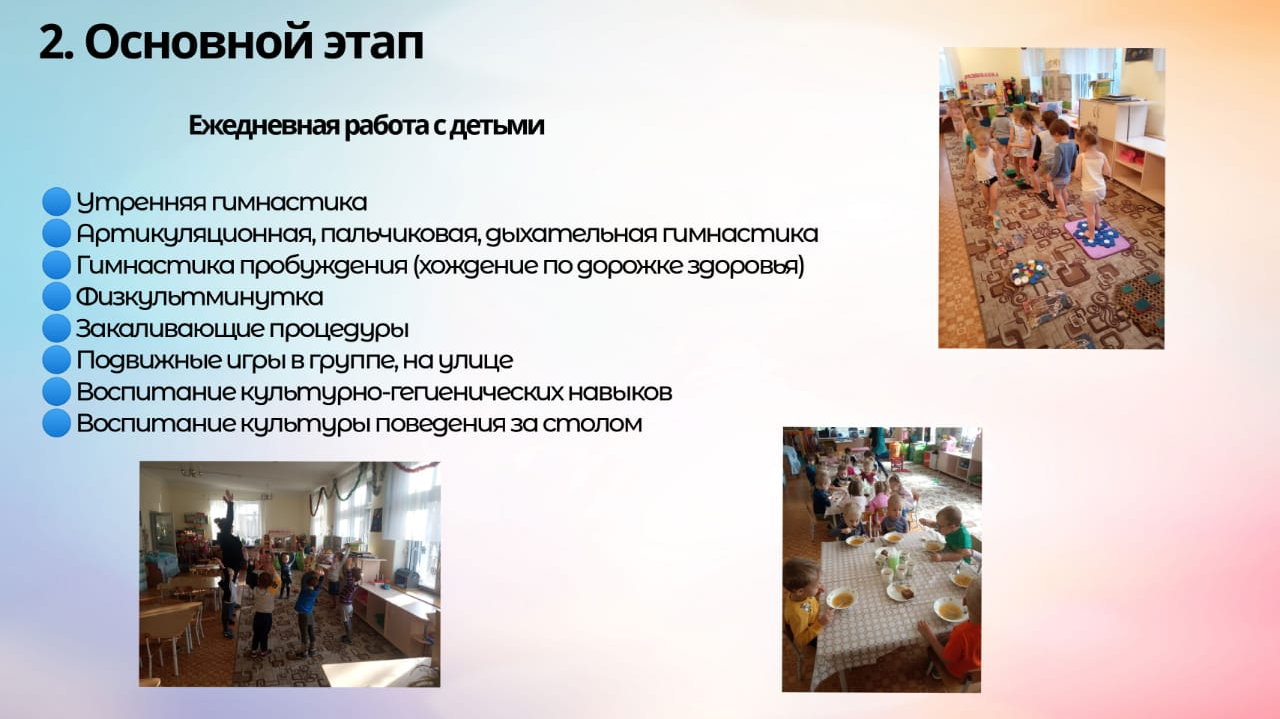 2. Основной этап
Ежедневная работа с детьми
Утренняя гимнастика
Артикуляционная, пальчиковая, дыхательная гимнастика
Гимнастика пробуждения (хождение по дорожке здоровья)
Физкультминутка
Закаливающие процедуры
Подвижные игры в группе, на улице
Воспитание культурно-гегиенических навыков
Воспитание культуры поведения за столом